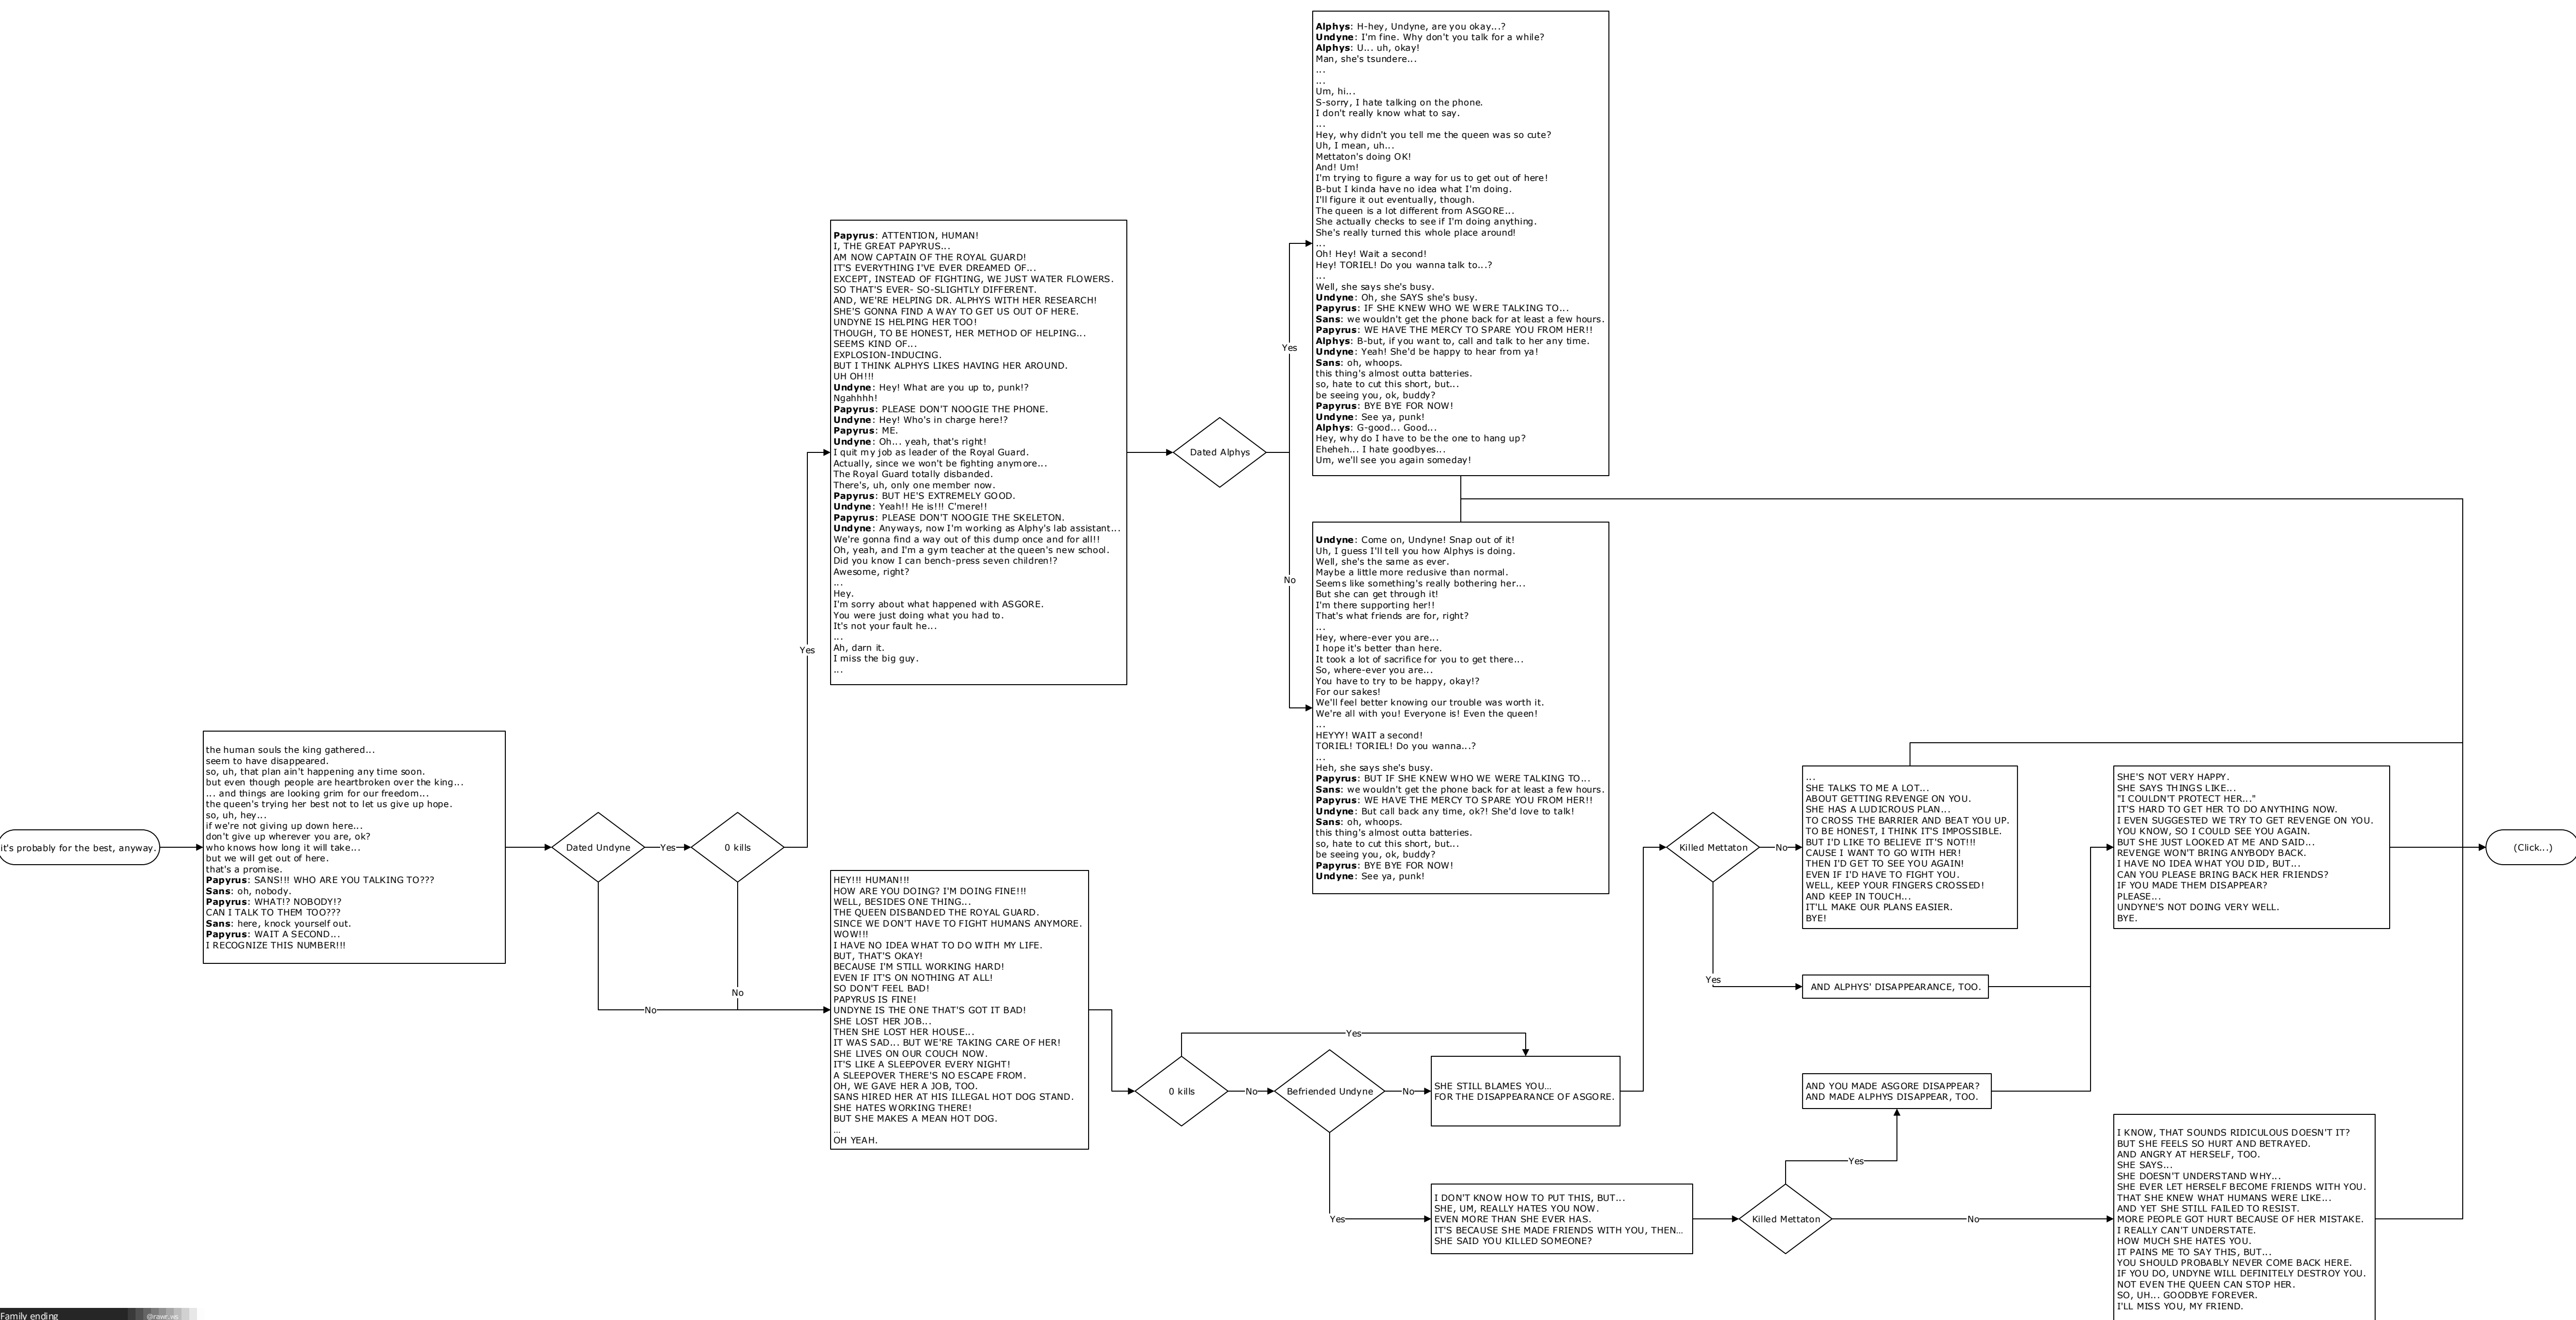 it's probably for the best, anyway.
the human souls the king gathered...
seem to have disappeared.
so, uh, that plan ain't happening any time soon.
but even though people are heartbroken over the king...
... and things are looking grim for our freedom...
the queen's trying her best not to let us give up hope.
so, uh, hey...
if we're not giving up down here...
don't give up wherever you are, ok?
who knows how long it will take...
but we will get out of here.
that's a promise.
Papyrus: SANS!!! WHO ARE YOU TALKING TO???
Sans: oh, nobody.
Papyrus: WHAT!? NOBODY!?
CAN I TALK TO THEM TOO???
Sans: here, knock yourself out.
Papyrus: WAIT A SECOND...
I RECOGNIZE THIS NUMBER!!!
Dated Undyne
Yes
No
0 kills
Yes
No
Papyrus: ATTENTION, HUMAN!
I, THE GREAT PAPYRUS...
AM NOW CAPTAIN OF THE ROYAL GUARD!
IT'S EVERYTHING I'VE EVER DREAMED OF...
EXCEPT, INSTEAD OF FIGHTING, WE JUST WATER FLOWERS.
SO THAT'S EVER- SO-SLIGHTLY DIFFERENT.
AND, WE'RE HELPING DR. ALPHYS WITH HER RESEARCH!
SHE'S GONNA FIND A WAY TO GET US OUT OF HERE.
UNDYNE IS HELPING HER TOO!
THOUGH, TO BE HONEST, HER METHOD OF HELPING...
SEEMS KIND OF...
EXPLOSION-INDUCING.
BUT I THINK ALPHYS LIKES HAVING HER AROUND.
UH OH!!!
Undyne: Hey! What are you up to, punk!?
Ngahhhh!
Papyrus: PLEASE DON'T NOOGIE THE PHONE.
Undyne: Hey! Who's in charge here!?
Papyrus: ME.
Undyne: Oh... yeah, that's right!
I quit my job as leader of the Royal Guard.
Actually, since we won't be fighting anymore...
The Royal Guard totally disbanded.
There's, uh, only one member now.
Papyrus: BUT HE'S EXTREMELY GOOD.
Undyne: Yeah!! He is!!! C'mere!!
Papyrus: PLEASE DON'T NOOGIE THE SKELETON.
Undyne: Anyways, now I'm working as Alphy's lab assistant...
We're gonna find a way out of this dump once and for all!!
Oh, yeah, and I'm a gym teacher at the queen's new school.
Did you know I can bench-press seven children!?
Awesome, right?
...
Hey.
I'm sorry about what happened with ASGORE.
You were just doing what you had to.
It's not your fault he...
...
Ah, darn it.
I miss the big guy.
...
Dated Alphys
Yes
No
Alphys: H-hey, Undyne, are you okay...?
Undyne: I'm fine. Why don't you talk for a while?
Alphys: U... uh, okay!
Man, she's tsundere...
...
...
Um, hi...
S-sorry, I hate talking on the phone.
I don't really know what to say.
...
Hey, why didn't you tell me the queen was so cute?
Uh, I mean, uh...
Mettaton's doing OK!
And! Um!
I'm trying to figure a way for us to get out of here!
B-but I kinda have no idea what I'm doing.
I'll figure it out eventually, though.
The queen is a lot different from ASGORE...
She actually checks to see if I'm doing anything.
She's really turned this whole place around!
...
Oh! Hey! Wait a second!
Hey! TORIEL! Do you wanna talk to...?
...
Well, she says she's busy.
Undyne: Oh, she SAYS she's busy.
Papyrus: IF SHE KNEW WHO WE WERE TALKING TO...
Sans: we wouldn't get the phone back for at least a few hours.
Papyrus: WE HAVE THE MERCY TO SPARE YOU FROM HER!!
Alphys: B-but, if you want to, call and talk to her any time.
Undyne: Yeah! She'd be happy to hear from ya!
Sans: oh, whoops.
this thing's almost outta batteries.
so, hate to cut this short, but...
be seeing you, ok, buddy?
Papyrus: BYE BYE FOR NOW!
Undyne: See ya, punk!
Alphys: G-good... Good...
Hey, why do I have to be the one to hang up?
Eheheh... I hate goodbyes...
Um, we'll see you again someday!
Undyne: Come on, Undyne! Snap out of it!
Uh, I guess I'll tell you how Alphys is doing.
Well, she's the same as ever.
Maybe a little more reclusive than normal.
Seems like something's really bothering her...
But she can get through it!
I'm there supporting her!!
That's what friends are for, right?
...
Hey, where-ever you are...
I hope it's better than here.
It took a lot of sacrifice for you to get there...
So, where-ever you are...
You have to try to be happy, okay!?
For our sakes!
We'll feel better knowing our trouble was worth it.
We're all with you! Everyone is! Even the queen!
...
HEYYY! WAIT a second!
TORIEL! TORIEL! Do you wanna...?
...
Heh, she says she's busy.
Papyrus: BUT IF SHE KNEW WHO WE WERE TALKING TO...
Sans: we wouldn't get the phone back for at least a few hours.
Papyrus: WE HAVE THE MERCY TO SPARE YOU FROM HER!!
Undyne: But call back any time, ok?! She'd love to talk!
Sans: oh, whoops.
this thing's almost outta batteries.
so, hate to cut this short, but...
be seeing you, ok, buddy?
Papyrus: BYE BYE FOR NOW!
Undyne: See ya, punk!
HEY!!! HUMAN!!!
HOW ARE YOU DOING? I'M DOING FINE!!!
WELL, BESIDES ONE THING...
THE QUEEN DISBANDED THE ROYAL GUARD.
SINCE WE DON'T HAVE TO FIGHT HUMANS ANYMORE.
WOW!!!
I HAVE NO IDEA WHAT TO DO WITH MY LIFE.
BUT, THAT'S OKAY!
BECAUSE I'M STILL WORKING HARD!
EVEN IF IT'S ON NOTHING AT ALL!
SO DON'T FEEL BAD!
PAPYRUS IS FINE!
UNDYNE IS THE ONE THAT'S GOT IT BAD!
SHE LOST HER JOB...
THEN SHE LOST HER HOUSE...
IT WAS SAD... BUT WE'RE TAKING CARE OF HER!
SHE LIVES ON OUR COUCH NOW.
IT'S LIKE A SLEEPOVER EVERY NIGHT!
A SLEEPOVER THERE'S NO ESCAPE FROM.
OH, WE GAVE HER A JOB, TOO.
SANS HIRED HER AT HIS ILLEGAL HOT DOG STAND.
SHE HATES WORKING THERE!
BUT SHE MAKES A MEAN HOT DOG.
...
OH YEAH.
0 kills
Yes
No
Befriended Undyne
No
Yes
SHE STILL BLAMES YOU...
FOR THE DISAPPEARANCE OF ASGORE.
I DON'T KNOW HOW TO PUT THIS, BUT...
SHE, UM, REALLY HATES YOU NOW.
EVEN MORE THAN SHE EVER HAS.
IT'S BECAUSE SHE MADE FRIENDS WITH YOU, THEN...
SHE SAID YOU KILLED SOMEONE?
Killed Mettaton
No
Yes
...
SHE TALKS TO ME A LOT...
ABOUT GETTING REVENGE ON YOU.
SHE HAS A LUDICROUS PLAN...
TO CROSS THE BARRIER AND BEAT YOU UP.
TO BE HONEST, I THINK IT'S IMPOSSIBLE.
BUT I'D LIKE TO BELIEVE IT'S NOT!!!
CAUSE I WANT TO GO WITH HER!
THEN I'D GET TO SEE YOU AGAIN!
EVEN IF I'D HAVE TO FIGHT YOU.
WELL, KEEP YOUR FINGERS CROSSED!
AND KEEP IN TOUCH...
IT'LL MAKE OUR PLANS EASIER.
BYE!
AND ALPHYS' DISAPPEARANCE, TOO.
Killed Mettaton
Yes
No
AND YOU MADE ASGORE DISAPPEAR?
AND MADE ALPHYS DISAPPEAR, TOO.
SHE'S NOT VERY HAPPY.
SHE SAYS THINGS LIKE...
"I COULDN'T PROTECT HER..."
IT'S HARD TO GET HER TO DO ANYTHING NOW.
I EVEN SUGGESTED WE TRY TO GET REVENGE ON YOU.
YOU KNOW, SO I COULD SEE YOU AGAIN.
BUT SHE JUST LOOKED AT ME AND SAID...
REVENGE WON'T BRING ANYBODY BACK.
I HAVE NO IDEA WHAT YOU DID, BUT...
CAN YOU PLEASE BRING BACK HER FRIENDS?
IF YOU MADE THEM DISAPPEAR?
PLEASE...
UNDYNE'S NOT DOING VERY WELL.
BYE.
I KNOW, THAT SOUNDS RIDICULOUS DOESN'T IT?
BUT SHE FEELS SO HURT AND BETRAYED.
AND ANGRY AT HERSELF, TOO.
SHE SAYS...
SHE DOESN'T UNDERSTAND WHY...
SHE EVER LET HERSELF BECOME FRIENDS WITH YOU.
THAT SHE KNEW WHAT HUMANS WERE LIKE...
AND YET SHE STILL FAILED TO RESIST.
MORE PEOPLE GOT HURT BECAUSE OF HER MISTAKE.
I REALLY CAN'T UNDERSTATE.
HOW MUCH SHE HATES YOU.
IT PAINS ME TO SAY THIS, BUT...
YOU SHOULD PROBABLY NEVER COME BACK HERE.
IF YOU DO, UNDYNE WILL DEFINITELY DESTROY YOU.
NOT EVEN THE QUEEN CAN STOP HER.
SO, UH... GOODBYE FOREVER.
I'LL MISS YOU, MY FRIEND.
(Click...)
Family ending
@rawr.ws